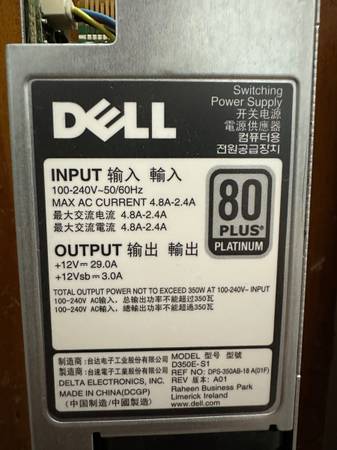 DELL
Switching
Power Supply
开关电源
電源供應器
컴퓨터용
전원공급장치
INPUT 输入 輸入
100-240V~50/60Hz
MAX AC CURRENT 4.8A-2.4A
最大交流电流 4.8A-2.4A
最大交流電流 4.8A-2.4A
80
PLUS
PLATINUM
OUTPUT 输出 輸出
+12V⎓29.0A
+12Vsb⎓3.0A
TOTAL OUTPUT POWER NOT TO EXCEED 350W AT 100-240V~ INPUT
100-240V AC输入，总输出功率不能超过350瓦
100-240V AC輸入，總輸出功率不能超過350瓦
制造商：台达电子工业股份有限公司
製造商：台達電子工業股份有限公司
DELTA ELECTRONICS, INC.
MADE IN CHINA(DCGP)
（中国制造/中國製造）
MODEL 型号 型號
D350E-S1
REF NO: DPS-350AB-18 A(01F)
REV 版本: A01
Raheen Business Park
Limerick Ireland
www.dell.com